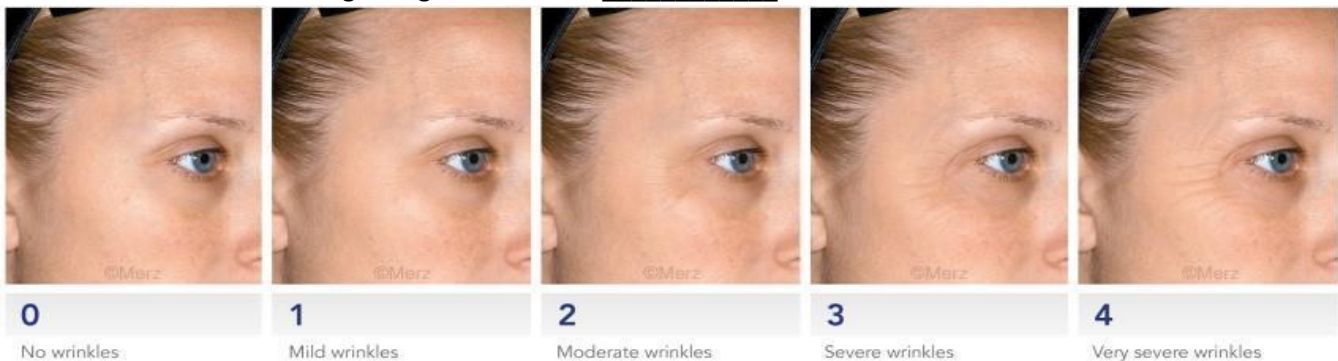 ©Merz
©Merz
©Merz
©Merz
©Merz
0
1
2
3
4
No wrinkles
Mild wrinkles
Moderate wrinkles
Severe wrinkles
Very severe wrinkles